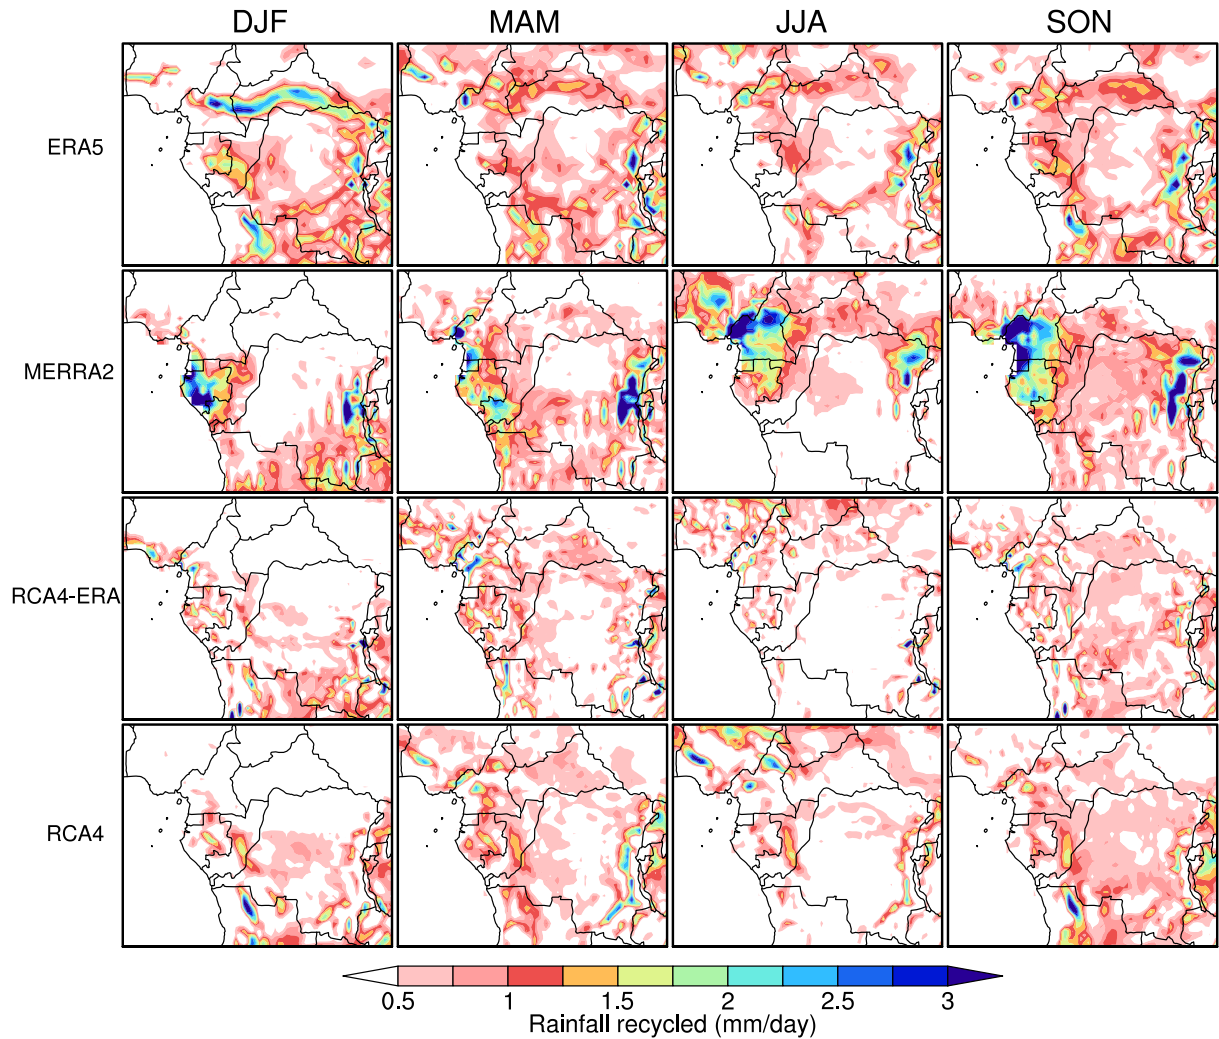 DJF MAM JJA SON
ERA5
MERRA2
RCA4-ERA
RCA4
0.5 1 1.5 2 2.5 3
Rainfall recycled (mm/day)